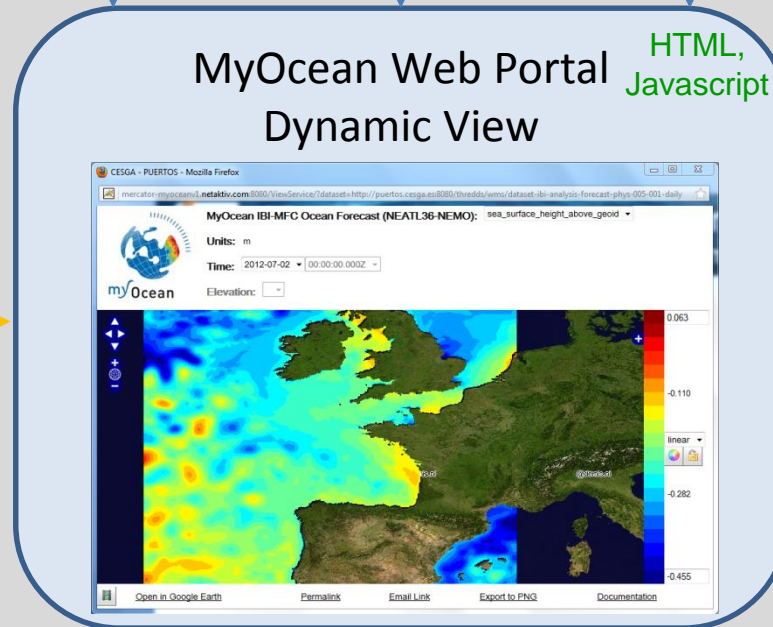 MyOcean Web Portal
Dynamic View
HTML,
Javascript
CESGA - PUERTOS - Mozilla Firefox
mercator-myoceanv1.netaktiv.com:8080/ViewService/?dataset=http://puertos.cesga.es:8080/thredds/wms/dataset-ibi-analysis-forecast-phys-005-001-daily
myOcean
MyOcean IBI-MFC Ocean Forecast (NEATL36-NEMO): sea_surface_height_above_geoid
Units: m
Time: 2012-07-02 00:00:00.000Z
Elevation:
0.063
-0.110
linear
-0.282
-0.455
Open in Google Earth Permalink Email Link Export to PNG Documentation